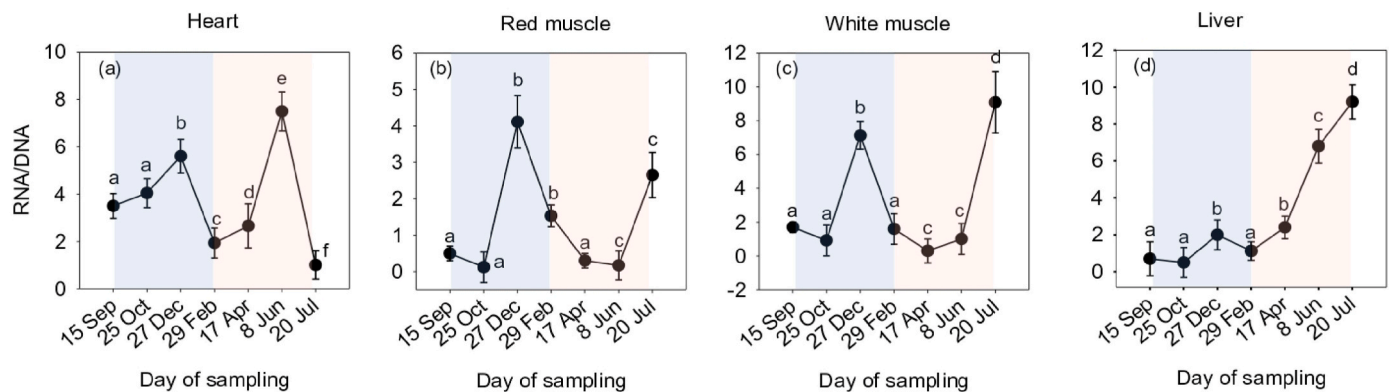 Heart
Red muscle
White muscle
Liver
RNA/DNA
(a)
10
8
6
4
2
0
a
a
b
c
d
e
f
15 Sep
25 Oct
27 Dec
29 Feb
17 Apr
8 Jun
20 Jul
Day of sampling
(b)
6
5
4
3
2
1
0
a
a
b
b
a
c
c
15 Sep
25 Oct
27 Dec
29 Feb
17 Apr
8 Jun
20 Jul
Day of sampling
(c)
12
10
8
6
4
2
0
-2
a
a
b
a
c
c
d
15 Sep
25 Oct
27 Dec
29 Feb
17 Apr
8 Jun
20 Jul
Day of sampling
(d)
12
10
8
6
4
2
0
a
a
b
a
b
c
d
15 Sep
25 Oct
27 Dec
29 Feb
17 Apr
8 Jun
20 Jul
Day of sampling